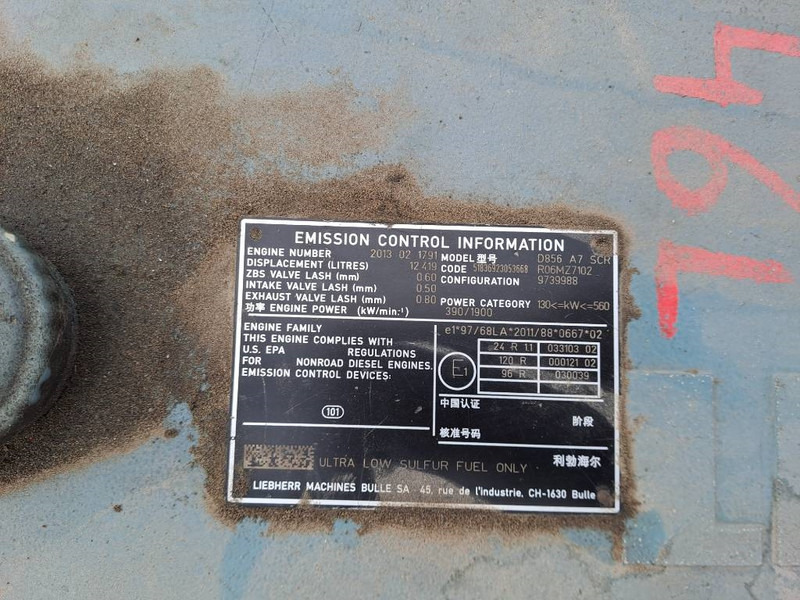 EMISSION CONTROL INFORMATION
ENGINE NUMBER 2013 02 1791 MODEL 型号 D856 A7 SCR
DISPLACEMENT (LITRES) 12.419 CODE 51836923053668 R06MZ7102
ZBS VALVE LASH (mm) 0.60 CONFIGURATION 9739988
INTAKE VALVE LASH (mm) 0.50
EXHAUST VALVE LASH (mm) 0.80 POWER CATEGORY 130<=kW<=560
功率 ENGINE POWER (kW/min:¹) 390/1900
ENGINE FAMILY
THIS ENGINE COMPLIES WITH
U.S. EPA REGULATIONS
FOR NONROAD DIESEL ENGINES.
EMISSION CONTROL DEVICES:
101
e1*97/68LA*2011/88*0667*02
E1
24 R 033103 02
120 R 000121 02
96 R 030039
中国认证
阶段
核准号码
ULTRA LOW SULFUR FUEL ONLY 利勃海尔
LIEBHERR MACHINES BULLE SA 45, rue de l'industrie, CH-1630 Bulle
194